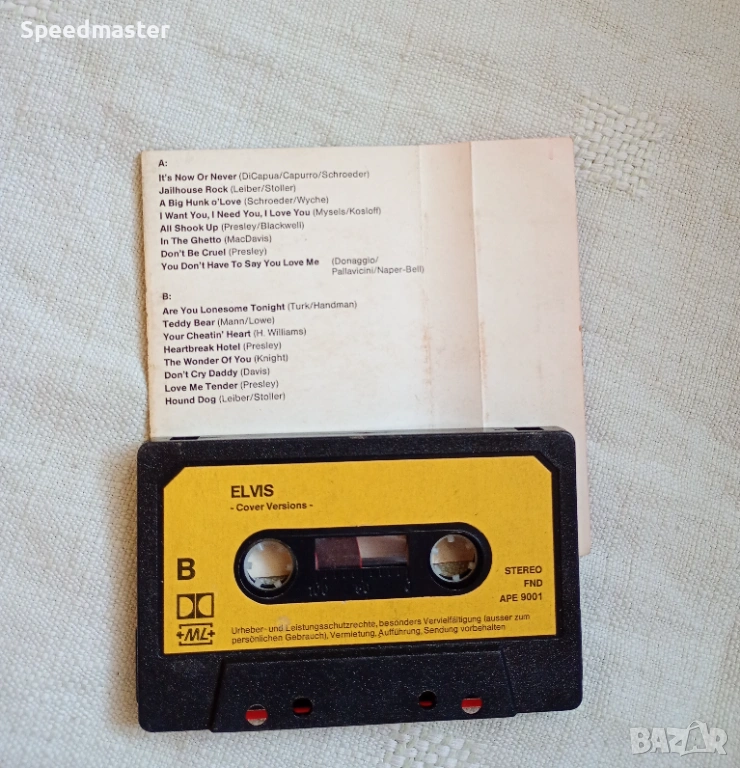 Speedmaster
A:
It's Now Or Never (DiCapua/Capurro/Schroeder)
Jailhouse Rock (Leiber/Stoller)
A Big Hunk o'Love (Schroeder/Wyche)
I Want You, I Need You, I Love You (Mysels/Kosloff)
All Shook Up (Presley/Blackwell)
In The Ghetto (MacDavis)
Don't Be Cruel (Presley)
You Don't Have To Say You Love Me (Donaggio/
Pallavicini/Naper-Bell)
B:
Are You Lonesome Tonight (Turk/Handman)
Teddy Bear (Mann/Lowe)
Your Cheatin' Heart (H. Williams)
Heartbreak Hotel (Presley)
The Wonder Of You (Knight)
Don't Cry Daddy (Davis)
Love Me Tender (Presley)
Hound Dog (Leiber/Stoller)
ELVIS
- Cover Versions -
B
STEREO
FND
APE 9001
+ML+
Urheber- und Leistungsschutzrechte, besonders Vervielfältigung (ausser zum
persönlichen Gebrauch), Vermietung, Aufführung, Sendung vorbehalten
BAZAR